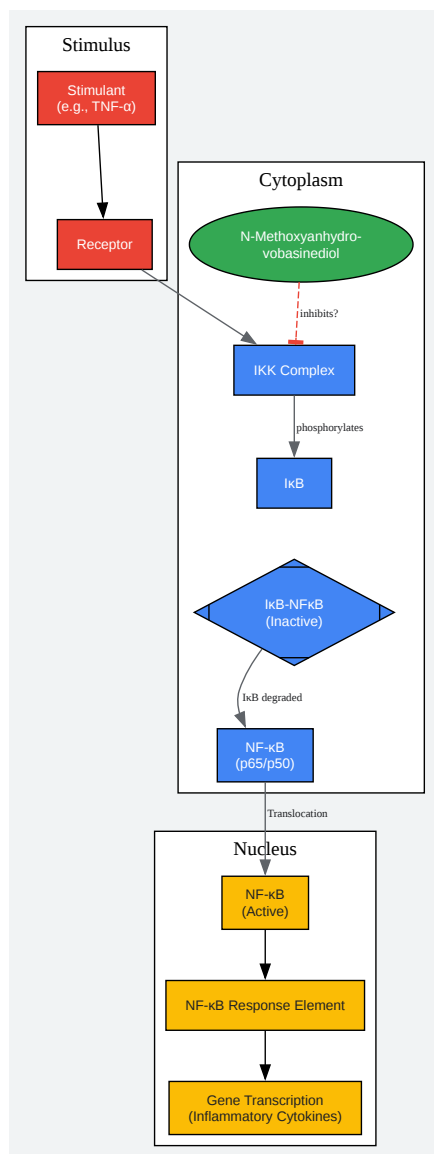 Stimulus
Stimulant
(e.g., TNF-α)
Receptor
Cytoplasm
N-Methoxyanhydro-
vobasinediol
inhibits?
IKK Complex
phosphorylates
IκB
IκB-NFκB
(Inactive)
IκB degraded
NF-κB
(p65/p50)
Translocation
Nucleus
NF-κB
(Active)
NF-κB Response Element
Gene Transcription
(Inflammatory Cytokines)